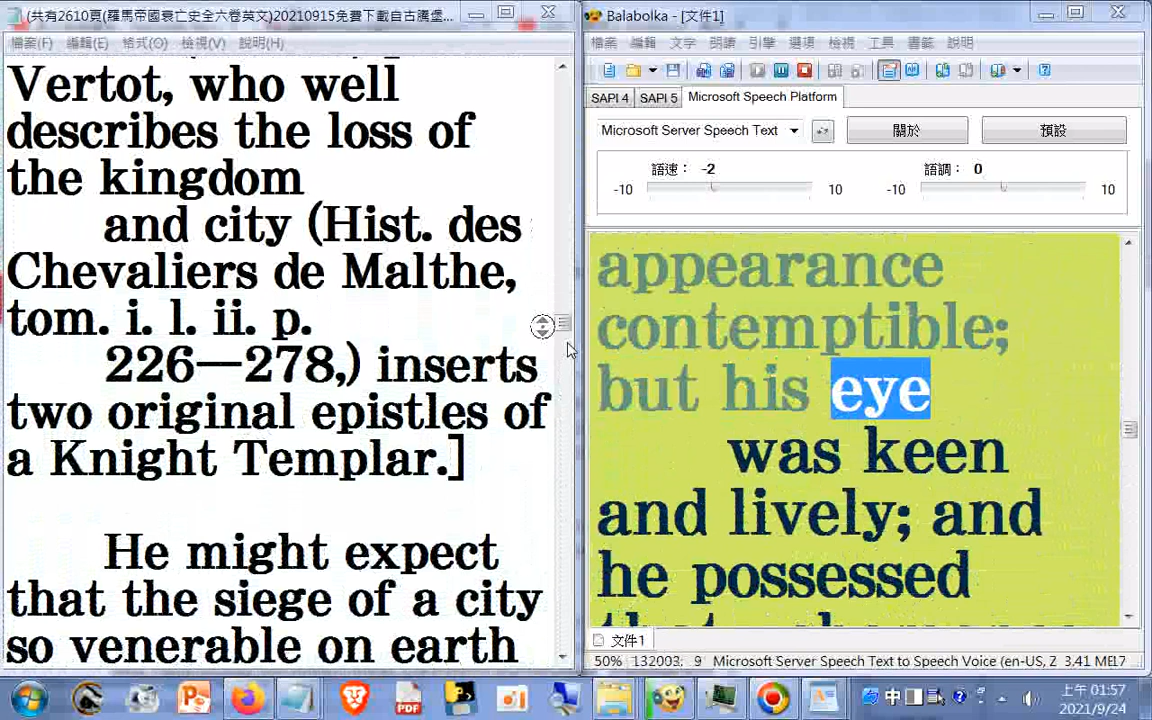 (共有2610頁(羅馬帝國衰亡史全六卷英文)20210915免費下載自古騰堡...
檔案(F) 編輯(E) 格式(O) 檢視(V) 說明(H)
Vertot, who well
describes the loss of
the kingdom
and city (Hist. des
Chevaliers de Malthe,
tom. i. l. ii. p.
226—278,) inserts
two original epistles of
a Knight Templar.]
He might expect
that the siege of a city
so venerable on earth
Balabolka - [文件1]
檔案 編輯 文字 朗讀 引擎 選項 檢視 工具 書籤 說明
SAPI 4 SAPI 5 Microsoft Speech Platform
Microsoft Server Speech Text 關於 預設
語速： -2 語調： 0
-10 10 -10 10
appearance
contemptible;
but his eye
was keen
and lively; and
he possessed
文件1
50% 132003: 9 Microsoft Server Speech Text to Speech Voice (en-US, Z 3.41 ME17
中
上午 01:57
2021/9/24